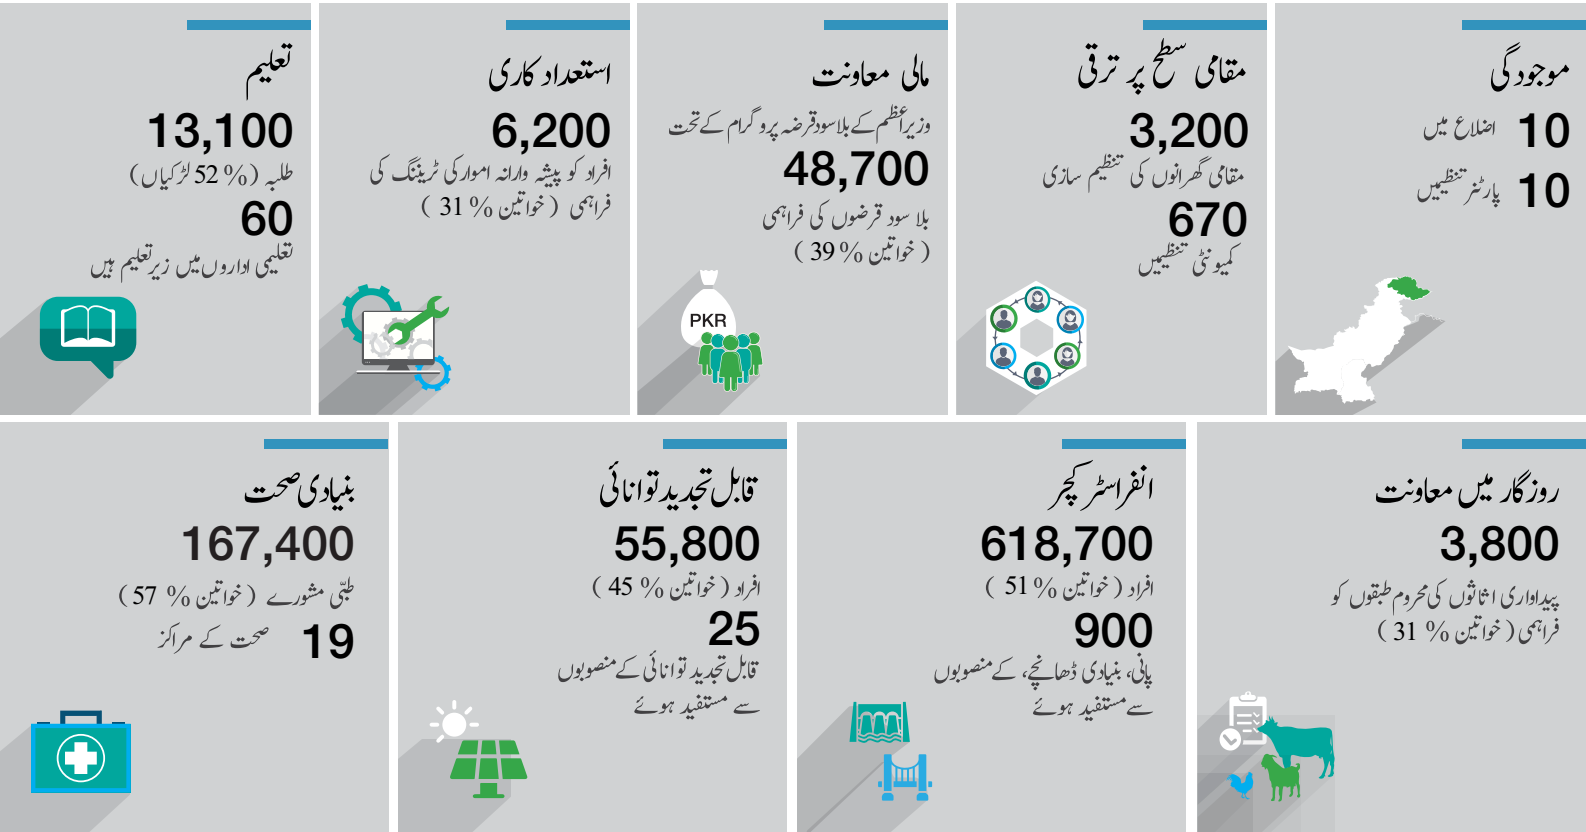 موجودگی
10 اضلاع میں
10 پارٹنر تنظیمیں
مقامی سطح پر ترقی
3,200
مقامی گھرانوں کی تنظیم سازی
670
کمیونٹی تنظیمیں
مالی معاونت
وزیراعظم کے بلاسود قرضہ پروگرام کے تحت
48,700
بلا سود قرضوں کی فراہمی
( خواتین % 39 )
PKR
استعداد کاری
6,200
افراد کو پیشہ وارانہ امور کی ٹریننگ کی
فراہمی ( خواتین % 31 )
تعلیم
13,100
طلبہ (% 52 لڑکیاں)
60
تعلیمی اداروں میں زیر تعلیم ہیں
روزگار میں معاونت
3,800
پیداواری اثاثوں کی محروم طبقوں کو
فراہمی ( خواتین % 31 )
انفراسٹرکچر
618,700
افراد ( خواتین % 51 )
900
پانی، بنیادی ڈھانچے، کے منصوبوں
سے مستفید ہوئے
قابل تجدید توانائی
55,800
افراد ( خواتین % 45 )
25
قابل تجدید توانائی کے منصوبوں
سے مستفید ہوئے
بنیادی صحت
167,400
طبّی مشورے ( خواتین % 57 )
19 صحت کے مراکز